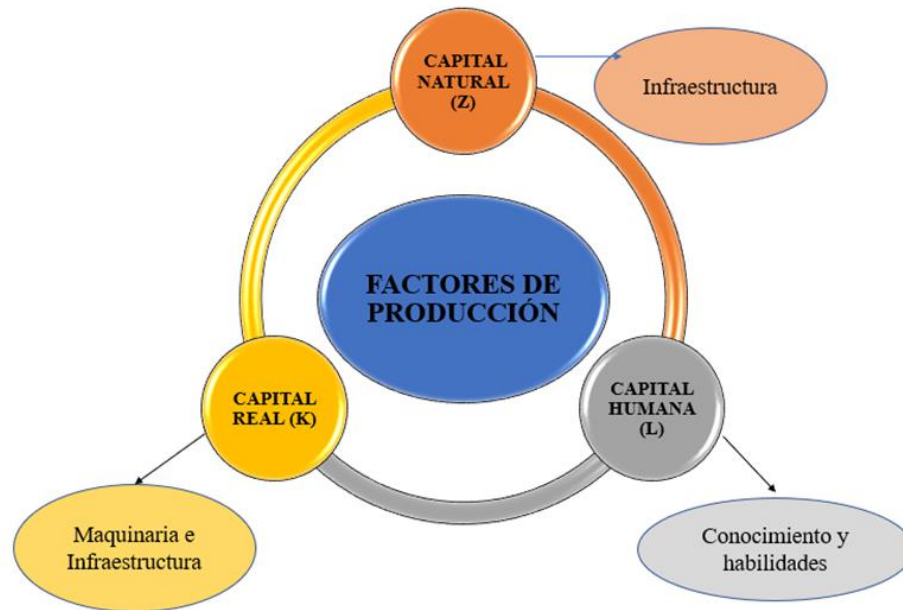 CAPITAL
NATURAL
(Z)
Infraestructura
FACTORES DE
PRODUCCIÓN
CAPITAL
REAL (K)
CAPITAL
HUMANA
(L)
Maquinaria e
Infraestructura
Conocimiento y
habilidades